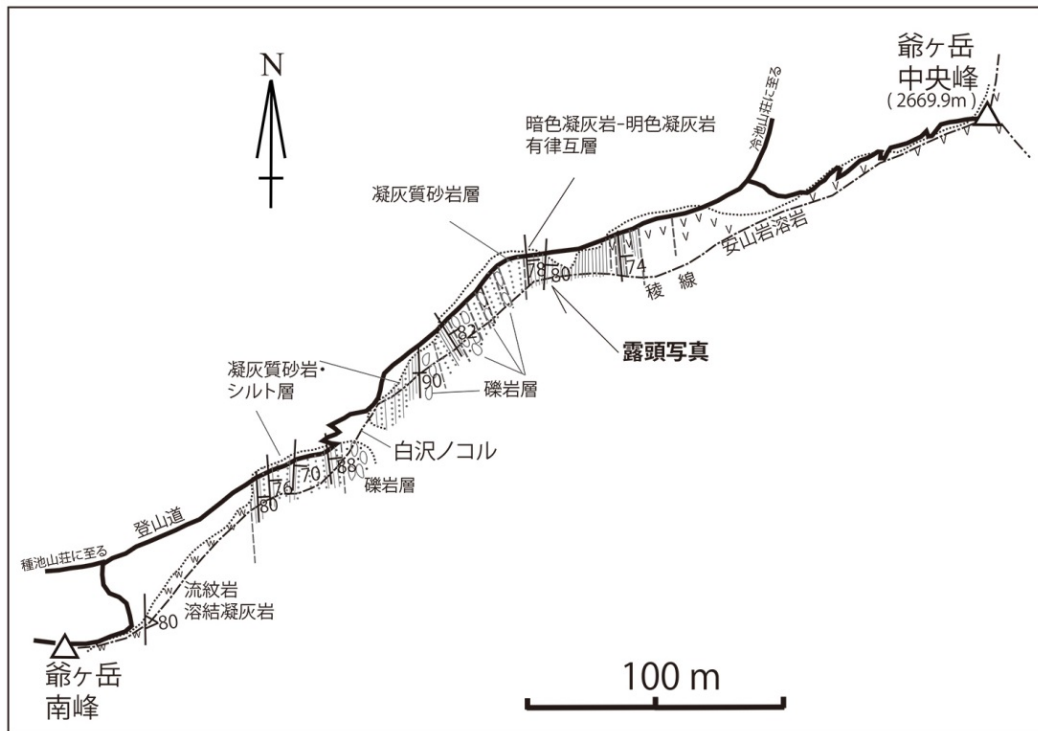 N
爺ヶ岳
中央峰
(2669.9m)
冷池山荘に至る
暗色凝灰岩-明色凝灰岩
有律互層
凝灰質砂岩層
安山岩溶岩
稜線
78
80
74
露頭写真
82
90
礫岩層
凝灰質砂岩・
シルト層
白沢ノコル
88
70
76
80
礫岩層
登山道
種池山荘に至る
流紋岩
溶結凝灰岩
80
爺ヶ岳
南峰
100 m